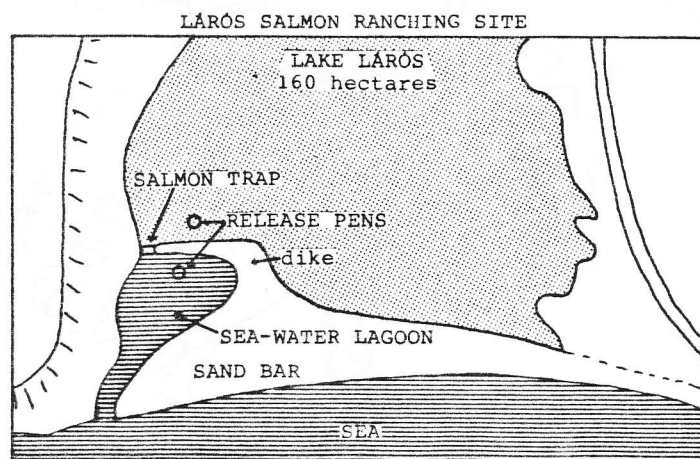 LÁRÓS SALMON RANCHING SITE
LAKE LÁRÓS
160 hectares
SALMON TRAP
RELEASE PENS
dike
SEA-WATER LAGOON
SAND BAR
SEA